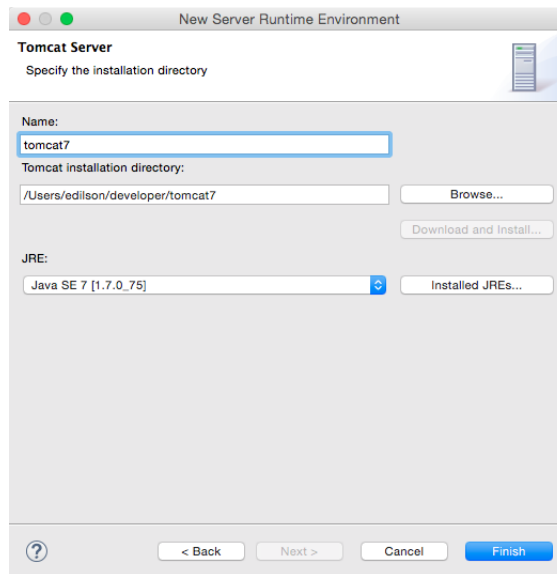 New Server Runtime Environment
Tomcat Server
Specify the installation directory
Name:
tomcat7
Tomcat installation directory:
/Users/edilson/developer/tomcat7
Browse...
Download and Install...
JRE:
Java SE 7 [1.7.0_75]
Installed JREs...
?
< Back
Next >
Cancel
Finish